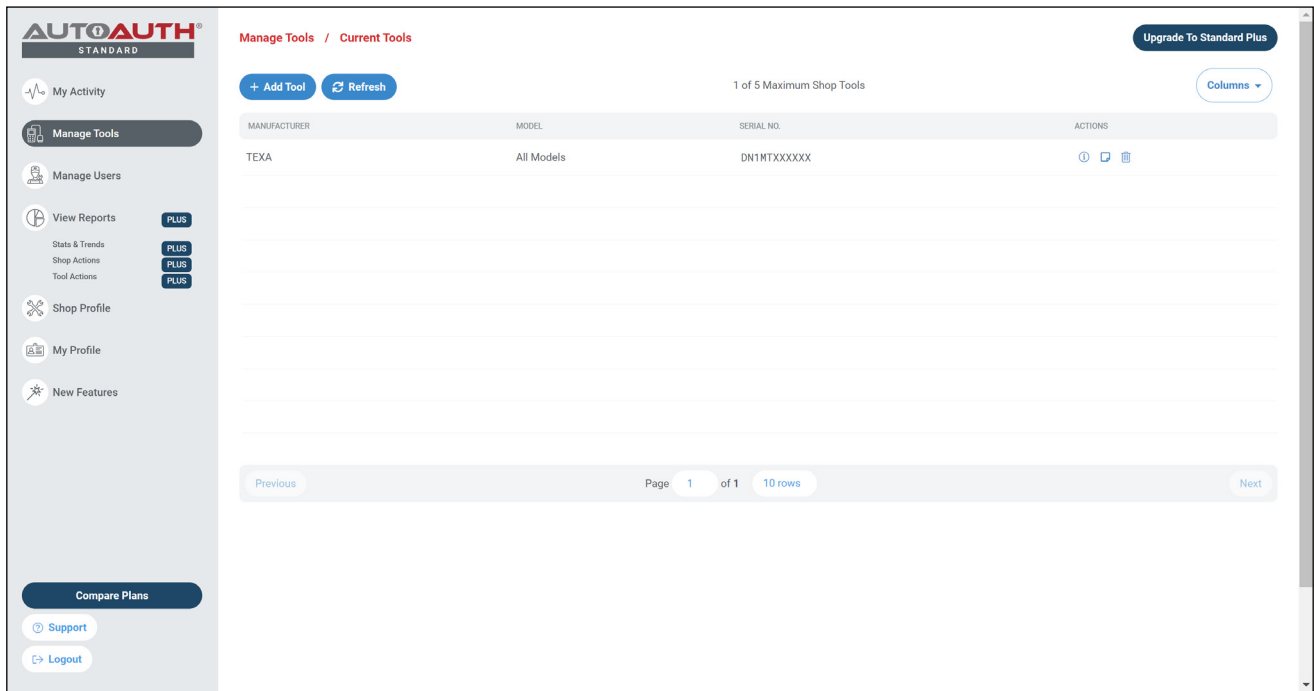 AUTOAUTH®
STANDARD
My Activity
Manage Tools
Manage Users
View Reports PLUS
Stats & Trends PLUS
Shop Actions PLUS
Tool Actions PLUS
Shop Profile
My Profile
New Features
Compare Plans
Support
Logout
Manage Tools / Current Tools
Upgrade To Standard Plus
+ Add Tool Refresh 1 of 5 Maximum Shop Tools Columns
MANUFACTURER MODEL SERIAL NO. ACTIONS
TEXA All Models DN1MTXXXXXX
Previous Page 1 of 1 10 rows Next